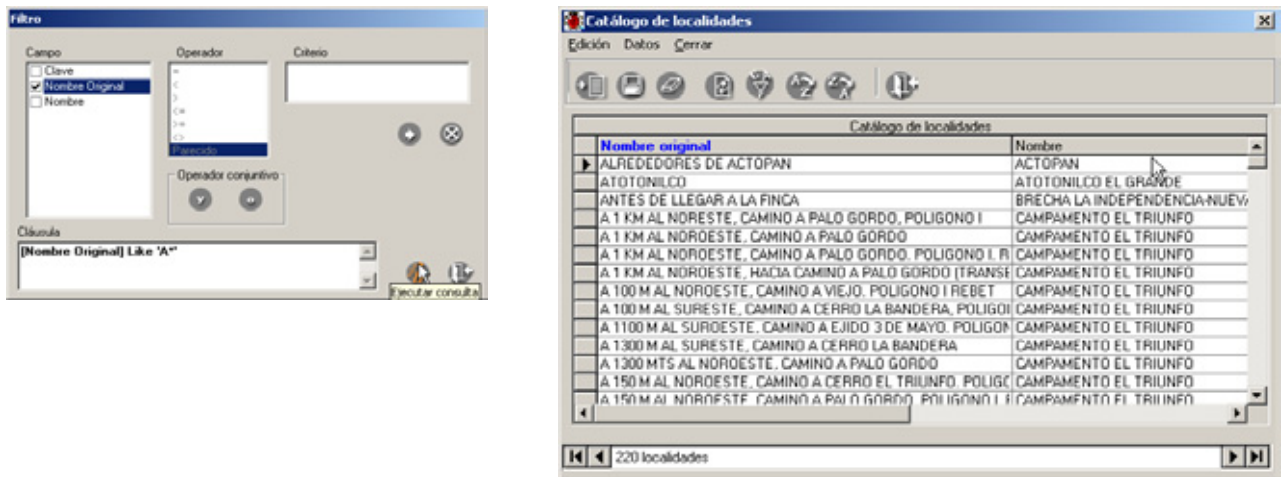 Filtro
Campo
Operador
Criterio
Clave
Nombre Original
Nombre
=
<
>
<=
>=
<>
Parecido
Operador conjuntivo
Y
Cláusula
[Nombre Original] Like 'A*'
Ejecutar consulta
Catálogo de localidades
Edición Datos Cerrar
Catálogo de localidades
Nombre original Nombre
ALREDEDORES DE ACTOPAN ACTOPAN
ATOTONILCO ATOTONILCO EL GRANDE
ANTES DE LLEGAR A LA FINCA BRECHA LA INDEPENDENCIA-NUEVA
A 1 KM AL NORESTE, CAMINO A PALO GORDO, POLIGONO I CAMPAMENTO EL TRIUNFO
A 1 KM AL NOROESTE, CAMINO A PALO GORDO CAMPAMENTO EL TRIUNFO
A 1 KM AL NOROESTE, CAMINO A PALO GORDO. POLIGONO I. R CAMPAMENTO EL TRIUNFO
A 1 KM AL NOROESTE, HACIA CAMINO A PALO GORDO (TRANSE CAMPAMENTO EL TRIUNFO
A 100 M AL NOROESTE, CAMINO A VIEJO. POLIGONO I REBET CAMPAMENTO EL TRIUNFO
A 100 M AL SURESTE, CAMINO A CERRO LA BANDERA, POLIGO CAMPAMENTO EL TRIUNFO
A 1100 M AL SUROESTE. CAMINO A EJIDO 3 DE MAYO. POLIGON CAMPAMENTO EL TRIUNFO
A 1300 M AL SURESTE, CAMINO A CERRO LA BANDERA CAMPAMENTO EL TRIUNFO
A 1300 MTS AL NOROESTE. CAMINO A PALO GORDO CAMPAMENTO EL TRIUNFO
A 150 M AL NOROESTE, CAMINO A CERRO EL TRIUNFO. POLIGO CAMPAMENTO EL TRIUNFO
A 150 M AL NOROESTE, CAMINO A PALO GORDO, POLIGONO I. CAMPAMENTO EL TRIUNFO
220 localidades